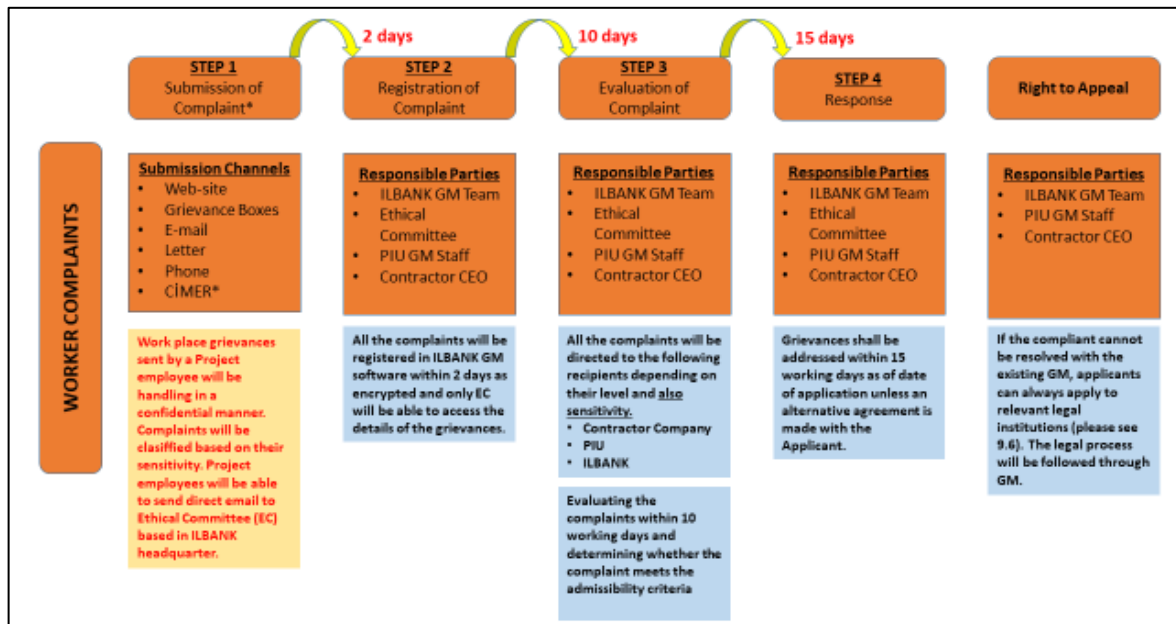 2 days
10 days
15 days
STEP 1
Submission of
Complaint*
STEP 2
Registration of
Complaint
STEP 3
Evaluation of
Complaint
STEP 4
Response
Right to Appeal
WORKER COMPLAINTS
Submission Channels
• Web-site
• Grievance Boxes
• E-mail
• Letter
• Phone
• CİMER*
Responsible Parties
• ILBANK GM Team
• Ethical
Committee
• PIU GM Staff
• Contractor CEO
Responsible Parties
• ILBANK GM Team
• Ethical
Committee
• PIU GM Staff
• Contractor CEO
Responsible Parties
• ILBANK GM Team
• Ethical
Committee
• PIU GM Staff
• Contractor CEO
Responsible Parties
• ILBANK GM Team
• PIU GM Staff
• Contractor CEO
Work place grievances
sent by a Project
employee will be
handling in a
confidential manner.
Complaints will be
clasiffied based on their
sensitivity. Project
employees will be able
to send direct email to
Ethical Committee (EC)
based in ILBANK
headquarter.
All the complaints will be
registered in ILBANK GM
software within 2 days as
encrypted and only EC
will be able to access the
details of the grievances.
All the complaints will be
directed to the following
recipients depending on
their level and also
sensitivity.
• Contractor Company
• PIU
• ILBANK
Evaluating the
complaints within 10
working days and
determining whether the
complaint meets the
admissibility criteria
Grievances shall be
addressed within 15
working days as of date
of application unless an
alternative agreement is
made with the
Applicant.
If the compliant cannot
be resolved with the
existing GM, applicants
can always apply to
relevant legal
institutions (please see
9.6). The legal process
will be followed through
GM.